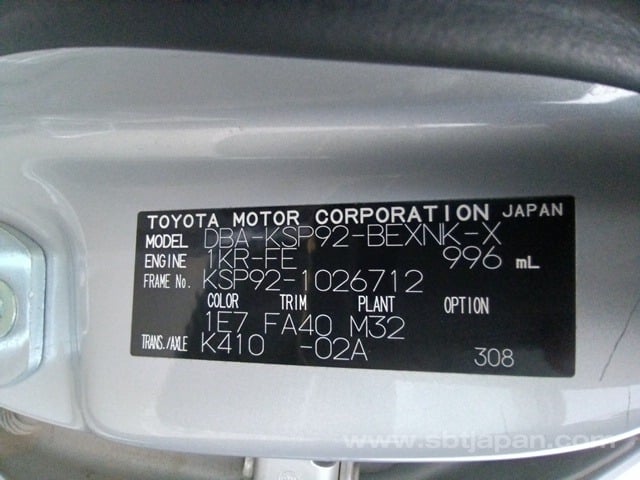 TOYOTA MOTOR CORPORATION JAPAN
MODEL DBA-KSP92-BEXNK-X
ENGINE 1KR-FE 996 mL
FRAME No. KSP92-1026712
COLOR TRIM PLANT OPTION
1E7 FA40 M32
TRANS./AXLE K410 -02A
308
www.sbtjapan.com